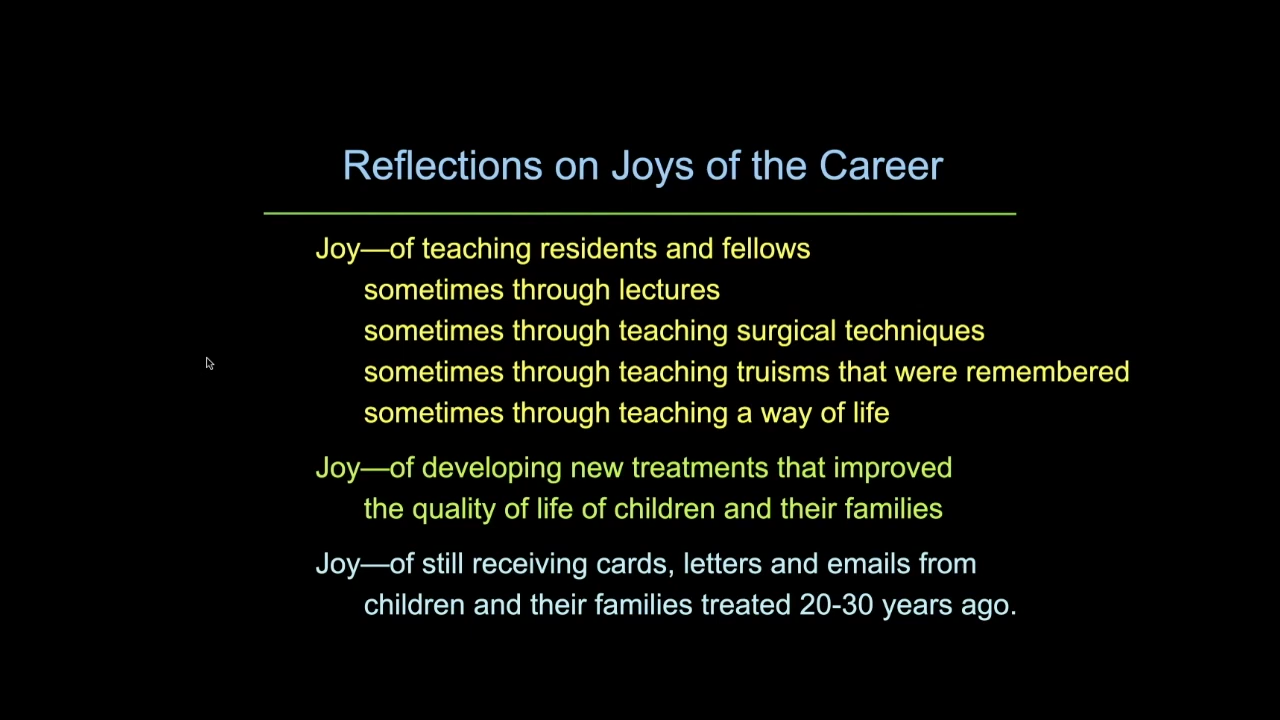 Reflections on Joys of the Career
Joy—of teaching residents and fellows
sometimes through lectures
sometimes through teaching surgical techniques
sometimes through teaching truisms that were remembered
sometimes through teaching a way of life
Joy—of developing new treatments that improved
the quality of life of children and their families
Joy—of still receiving cards, letters and emails from
children and their families treated 20-30 years ago.